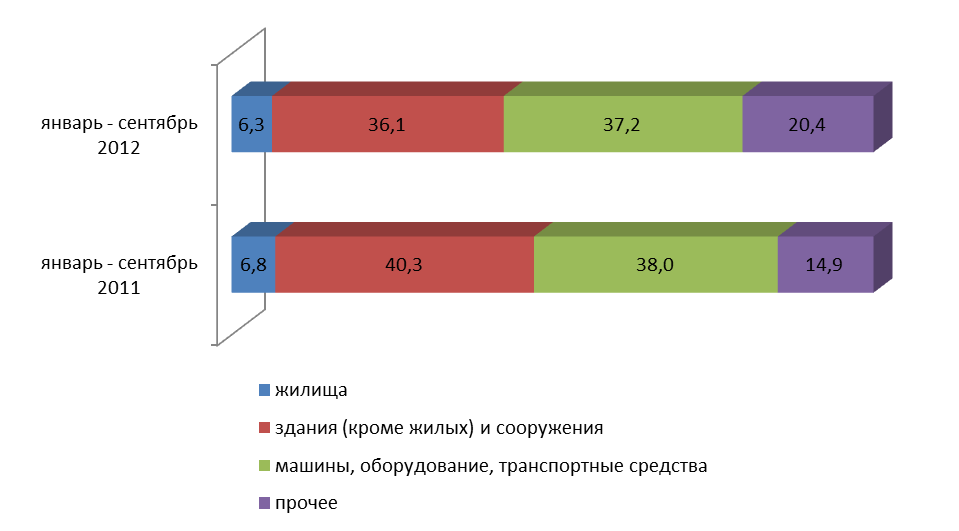 январь - сентябрь
2012
6,3
36,1
37,2
20,4
январь - сентябрь
2011
6,8
40,3
38,0
14,9
жилища
здания (кроме жилых) и сооружения
машины, оборудование, транспортные средства
прочее